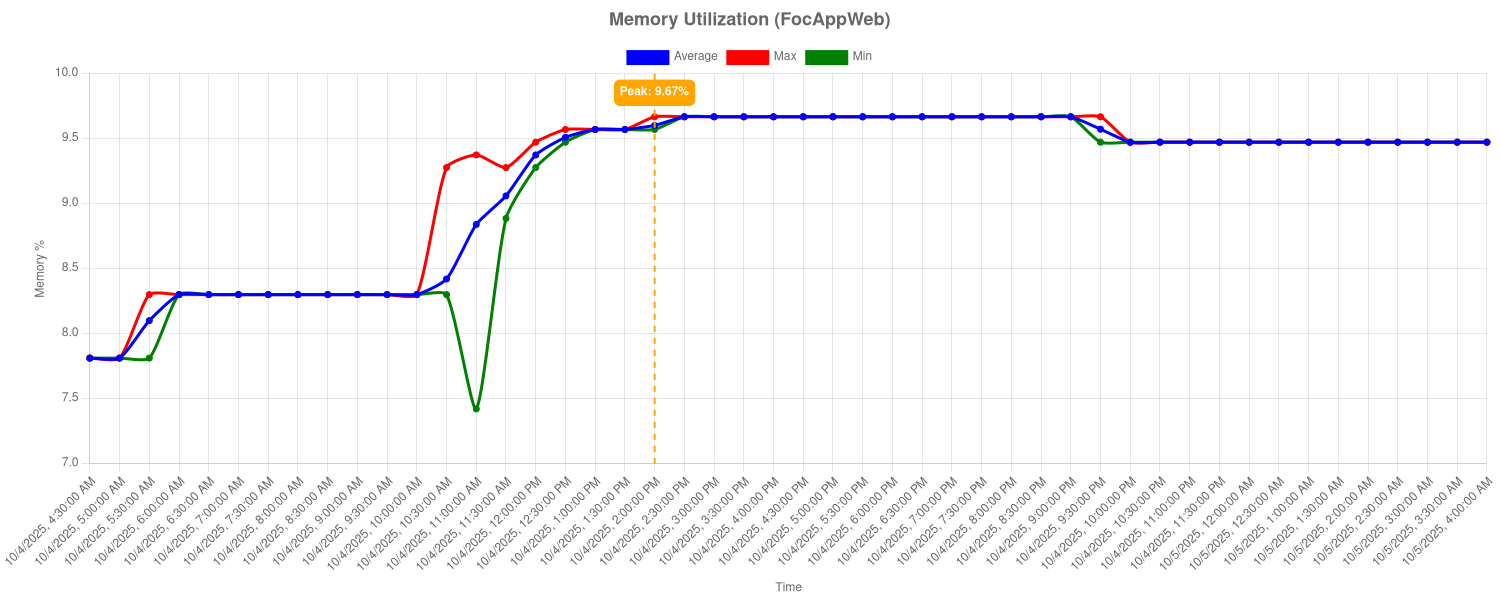 Memory Utilization (FocAppWeb)
Average Max Min
Peak: 9.67%
10.0
9.5
9.0
8.5
8.0
7.5
7.0
Memory %
10/4/2025, 4:30:00 AM
10/4/2025, 5:00:00 AM
10/4/2025, 5:30:00 AM
10/4/2025, 6:00:00 AM
10/4/2025, 6:30:00 AM
10/4/2025, 7:00:00 AM
10/4/2025, 7:30:00 AM
10/4/2025, 8:00:00 AM
10/4/2025, 8:30:00 AM
10/4/2025, 9:00:00 AM
10/4/2025, 9:30:00 AM
10/4/2025, 10:00:00 AM
10/4/2025, 10:30:00 AM
10/4/2025, 11:00:00 AM
10/4/2025, 11:30:00 AM
10/4/2025, 12:00:00 PM
10/4/2025, 12:30:00 PM
10/4/2025, 1:00:00 PM
10/4/2025, 1:30:00 PM
10/4/2025, 2:00:00 PM
10/4/2025, 2:30:00 PM
10/4/2025, 3:00:00 PM
10/4/2025, 3:30:00 PM
10/4/2025, 4:00:00 PM
10/4/2025, 4:30:00 PM
10/4/2025, 5:00:00 PM
10/4/2025, 5:30:00 PM
10/4/2025, 6:00:00 PM
10/4/2025, 6:30:00 PM
10/4/2025, 7:00:00 PM
10/4/2025, 7:30:00 PM
10/4/2025, 8:00:00 PM
10/4/2025, 8:30:00 PM
10/4/2025, 9:00:00 PM
10/4/2025, 9:30:00 PM
10/4/2025, 10:00:00 PM
10/4/2025, 10:30:00 PM
10/4/2025, 11:00:00 PM
10/4/2025, 11:30:00 PM
10/5/2025, 12:00:00 AM
10/5/2025, 12:30:00 AM
10/5/2025, 1:00:00 AM
10/5/2025, 1:30:00 AM
10/5/2025, 2:00:00 AM
10/5/2025, 2:30:00 AM
10/5/2025, 3:00:00 AM
10/5/2025, 3:30:00 AM
10/5/2025, 4:00:00 AM
Time